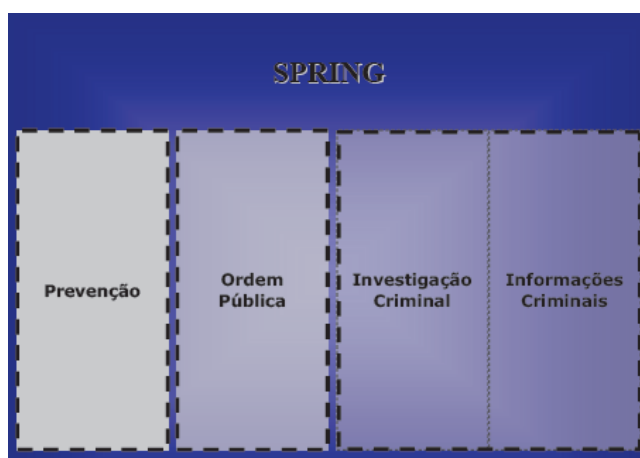 SPRING
Prevenção
Ordem
Pública
Investigação
Criminal
Informações
Criminais